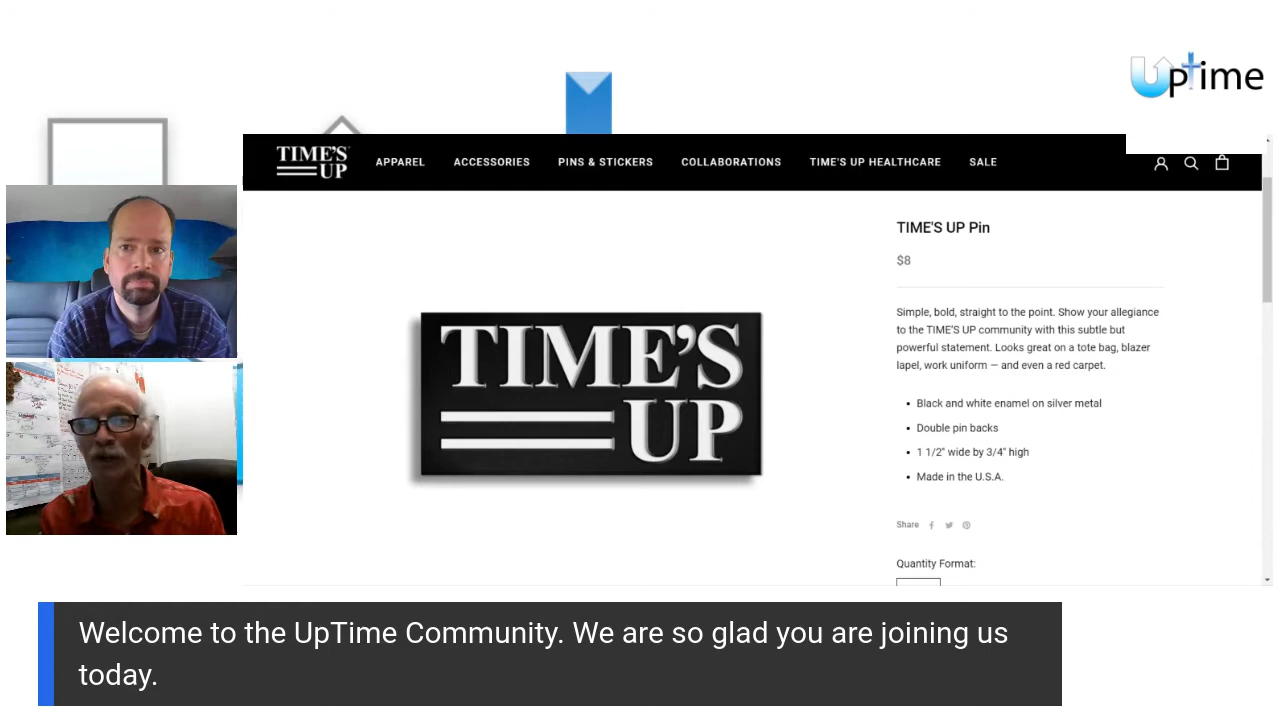 Uptime
TIME'S UP
APPAREL ACCESSORIES PINS & STICKERS COLLABORATIONS TIME'S UP HEALTHCARE SALE
TIME'S UP Pin
$8
Simple, bold, straight to the point. Show your allegiance
to the TIME'S UP community with this subtle but
powerful statement. Looks great on a tote bag, blazer
lapel, work uniform — and even a red carpet.
• Black and white enamel on silver metal
• Double pin backs
• 1 1/2" wide by 3/4" high
• Made in the U.S.A.
Share
Quantity Format:
TIME'S
UP
Welcome to the UpTime Community. We are so glad you are joining us
today.